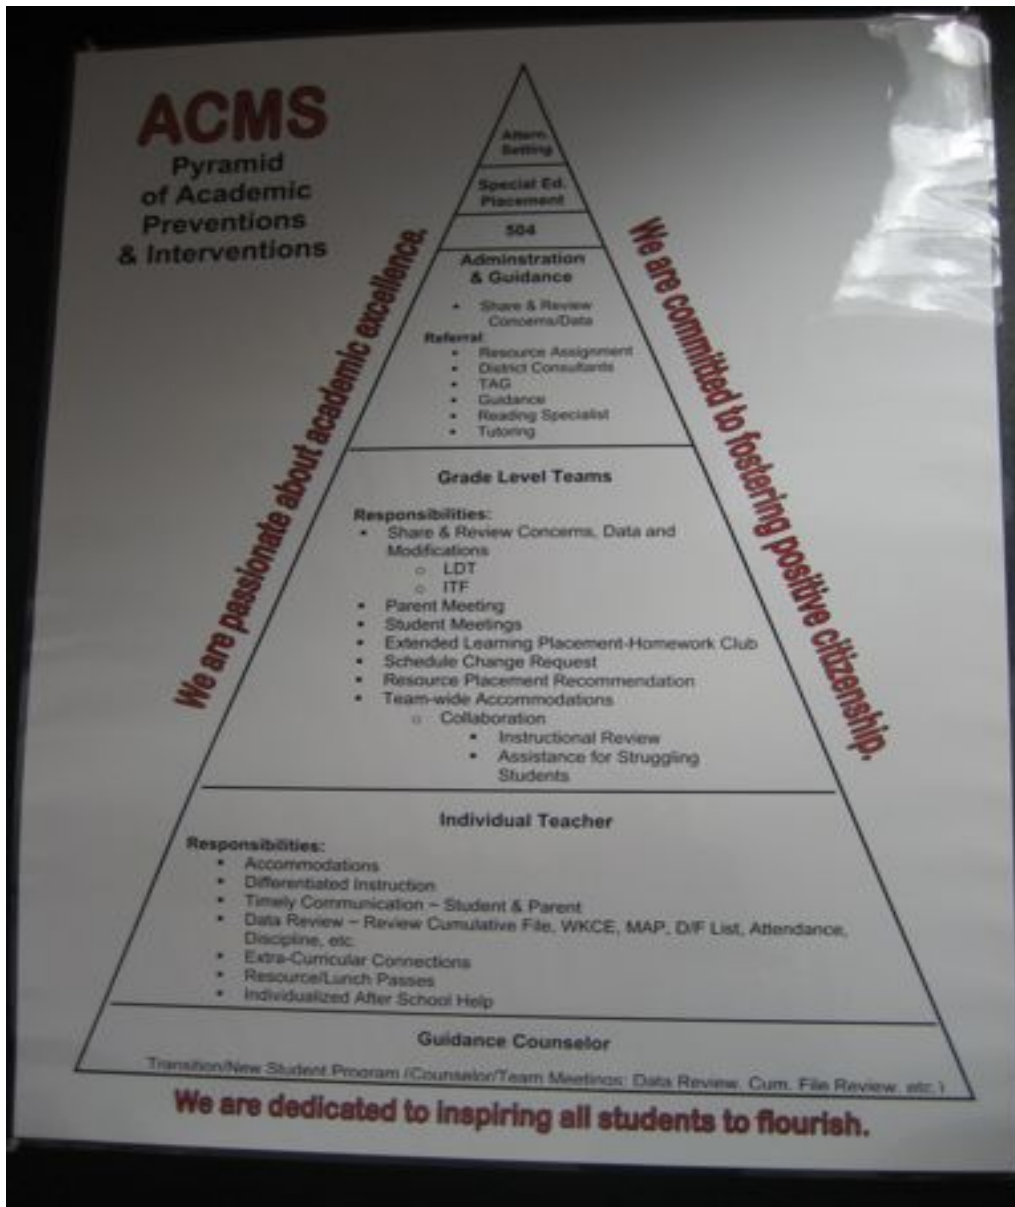 ACMS
Pyramid
of Academic
Preventions
& Interventions
Altern.
Setting
Special Ed.
Placement
504
Adminstration
& Guidance
Share & Review
Concerns/Data
Referral:
Resource Assignment
District Consultants
TAG
Guidance
Reading Specialist
Tutoring
We are passionate about academic excellence.
We are committed to fostering positive citizenship.
Grade Level Teams
Responsibilities:
Share & Review Concerns, Data and
Modifications
LDT
ITF
Parent Meeting
Student Meetings
Extended Learning Placement-Homework Club
Schedule Change Request
Resource Placement Recommendation
Team-wide Accommodations
Collaboration
Instructional Review
Assistance for Struggling
Students
Individual Teacher
Responsibilities:
Accommodations
Differentiated Instruction
Timely Communication – Student & Parent
Data Review – Review Cumulative File, WKCE, MAP, D/F List, Attendance,
Discipline, etc.
Extra-Curricular Connections
Resource/Lunch Passes
Individualized After School Help
Guidance Counselor
Transition/New Student Program (Counselor/Team Meetings: Data Review, Cum. File Review, etc.)
We are dedicated to inspiring all students to flourish.